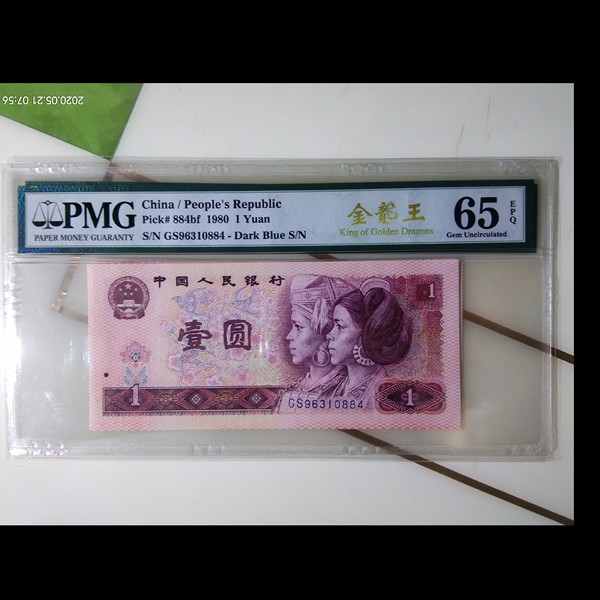 2020.05.21 07:56
PMG
PAPER MONEY GUARANTY
China / People's Republic
Pick# 884bf 1980 1 Yuan
S/N GS96310884 - Dark Blue S/N
金龍王
King of Golden Dragons
65
EPQ
Gem Uncirculated
中国人民银行
1
壹圆
1
GS96310884
1